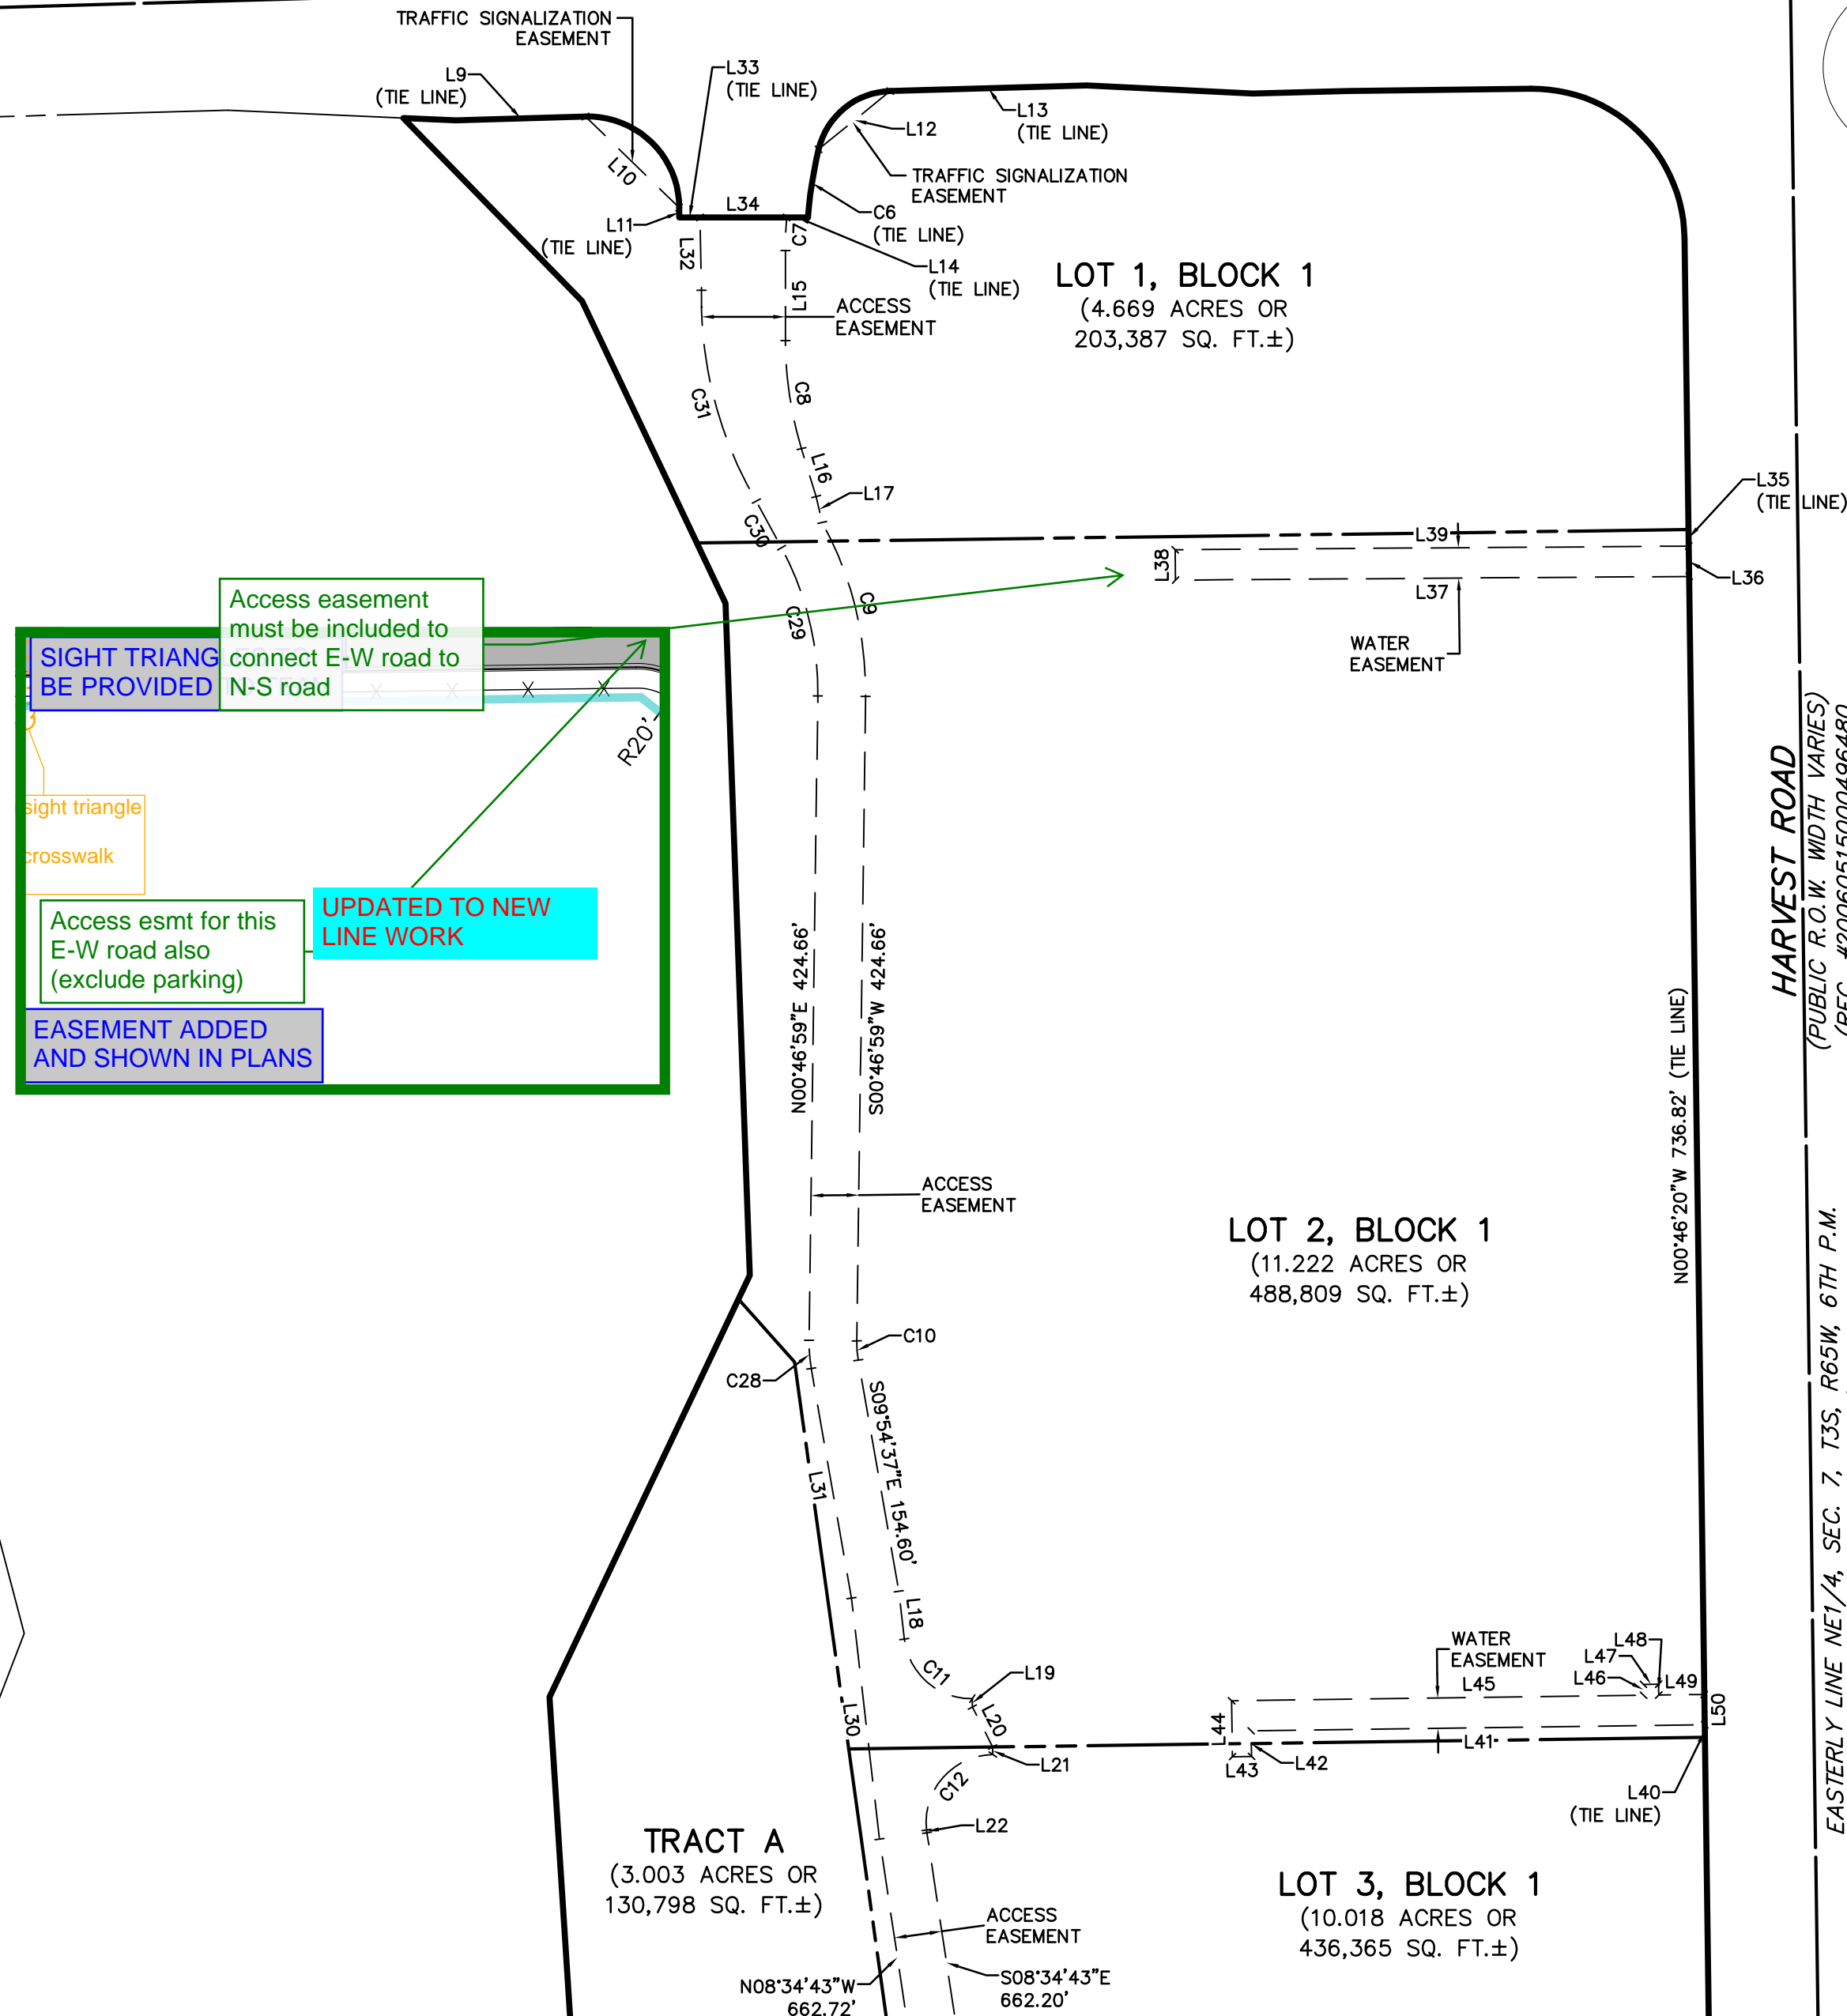 TRAFFIC SIGNALIZATION
EASEMENT
L9
(TIE LINE)
L33
(TIE LINE)
L13
(TIE LINE)
L12
L10
TRAFFIC SIGNALIZATION
EASEMENT
L34
C6
(TIE LINE)
L11
(TIE LINE)
C7
L32
L14
(TIE LINE)
L15
ACCESS
EASEMENT
LOT 1, BLOCK 1
(4.669 ACRES OR
203,387 SQ. FT.±)
C31
C8
L16
L17
C30
L35
(TIE LINE)
L39
L38
L36
L37
C29
C9
WATER
EASEMENT
Access easement
must be included to
connect E-W road to
N-S road
SIGHT TRIANG
BE PROVIDED
R20'
sight triangle
crosswalk
Access esmt for this
E-W road also
(exclude parking)
UPDATED TO NEW
LINE WORK
EASEMENT ADDED
AND SHOWN IN PLANS
N00°46'59"E 424.66'
S00°46'59"W 424.66'
HARVEST ROAD
(PUBLIC R.O.W. WIDTH VARIES)
(REC. #2006051500496480
N00°46'20"W 736.82' (TIE LINE)
ACCESS
EASEMENT
LOT 2, BLOCK 1
(11.222 ACRES OR
488,809 SQ. FT.±)
EASTERLY LINE NE1/4, SEC. 7, T3S, R65W, 6TH P.M.
C10
C28
S09°54'37"E 154.60'
L31
L18
C11
L19
L20
L30
L21
C12
L22
WATER
EASEMENT
L48
L47
L46
L45
L49
L50
L44
L41
L43
L42
L40
(TIE LINE)
TRACT A
(3.003 ACRES OR
130,798 SQ. FT.±)
LOT 3, BLOCK 1
(10.018 ACRES OR
436,365 SQ. FT.±)
ACCESS
EASEMENT
N08°34'43"W
662.72'
S08°34'43"E
662.20'